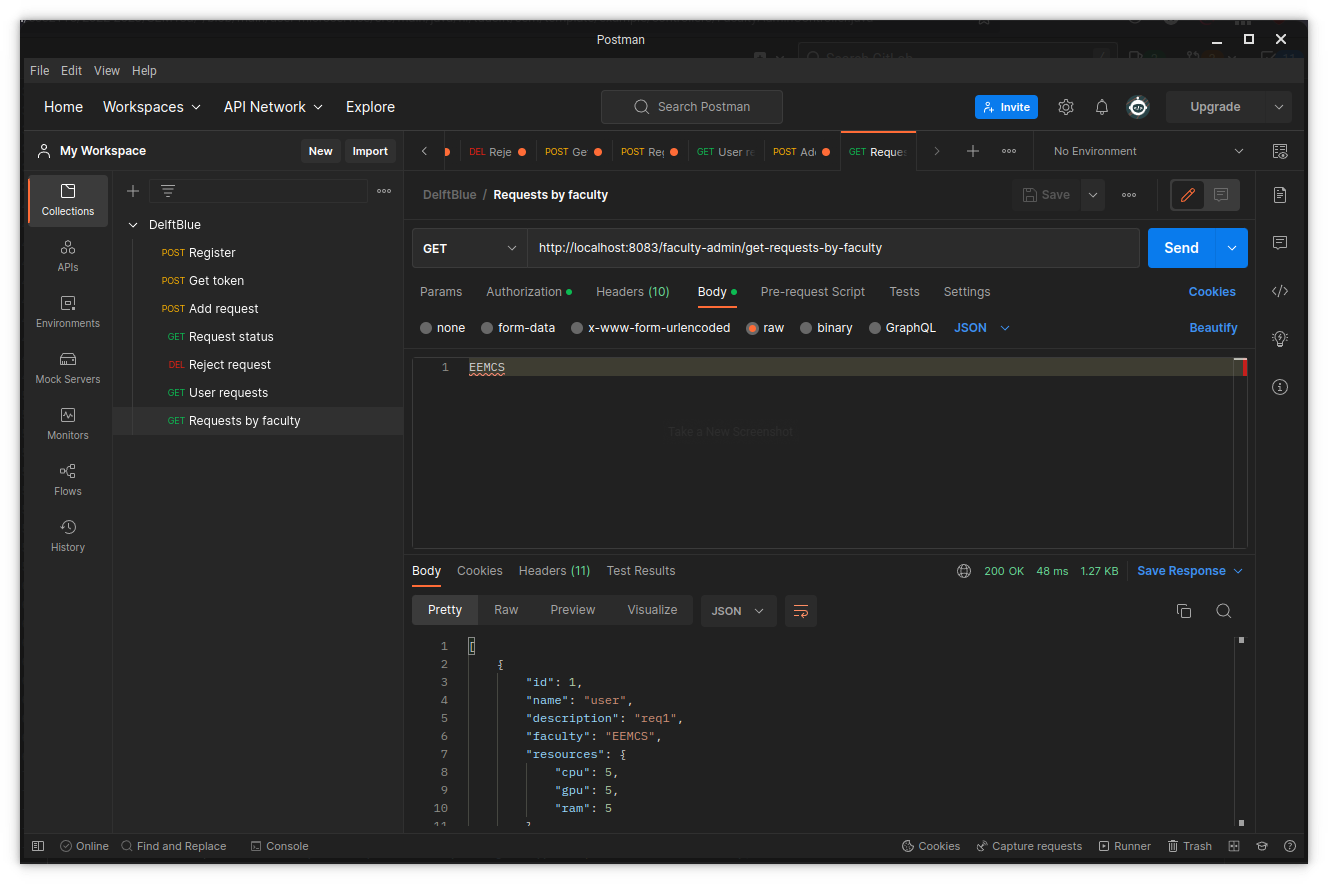 Postman
File Edit View Help
Home Workspaces API Network Explore Search Postman Invite Upgrade
My Workspace New Import
DEL Reje POST Ge POST Reg GET User re POST Add GET Reques No Environment
Collections
APIs
Environments
Mock Servers
Monitors
Flows
History
DelftBlue
POST Register
POST Get token
POST Add request
GET Request status
DEL Reject request
GET User requests
GET Requests by faculty
DelftBlue / Requests by faculty Save
GET http://localhost:8083/faculty-admin/get-requests-by-faculty Send
Params Authorization Headers (10) Body Pre-request Script Tests Settings Cookies
none form-data x-www-form-urlencoded raw binary GraphQL JSON Beautify
1 EEMCS
Take a New Screenshot
Body Cookies Headers (11) Test Results 200 OK 48 ms 1.27 KB Save Response
Pretty Raw Preview Visualize JSON
1 [
2 {
3 "id": 1,
4 "name": "user",
5 "description": "req1",
6 "faculty": "EEMCS",
7 "resources": {
8 "cpu": 5,
9 "gpu": 5,
10 "ram": 5
11 }
Online Find and Replace Console Cookies Capture requests Runner Trash